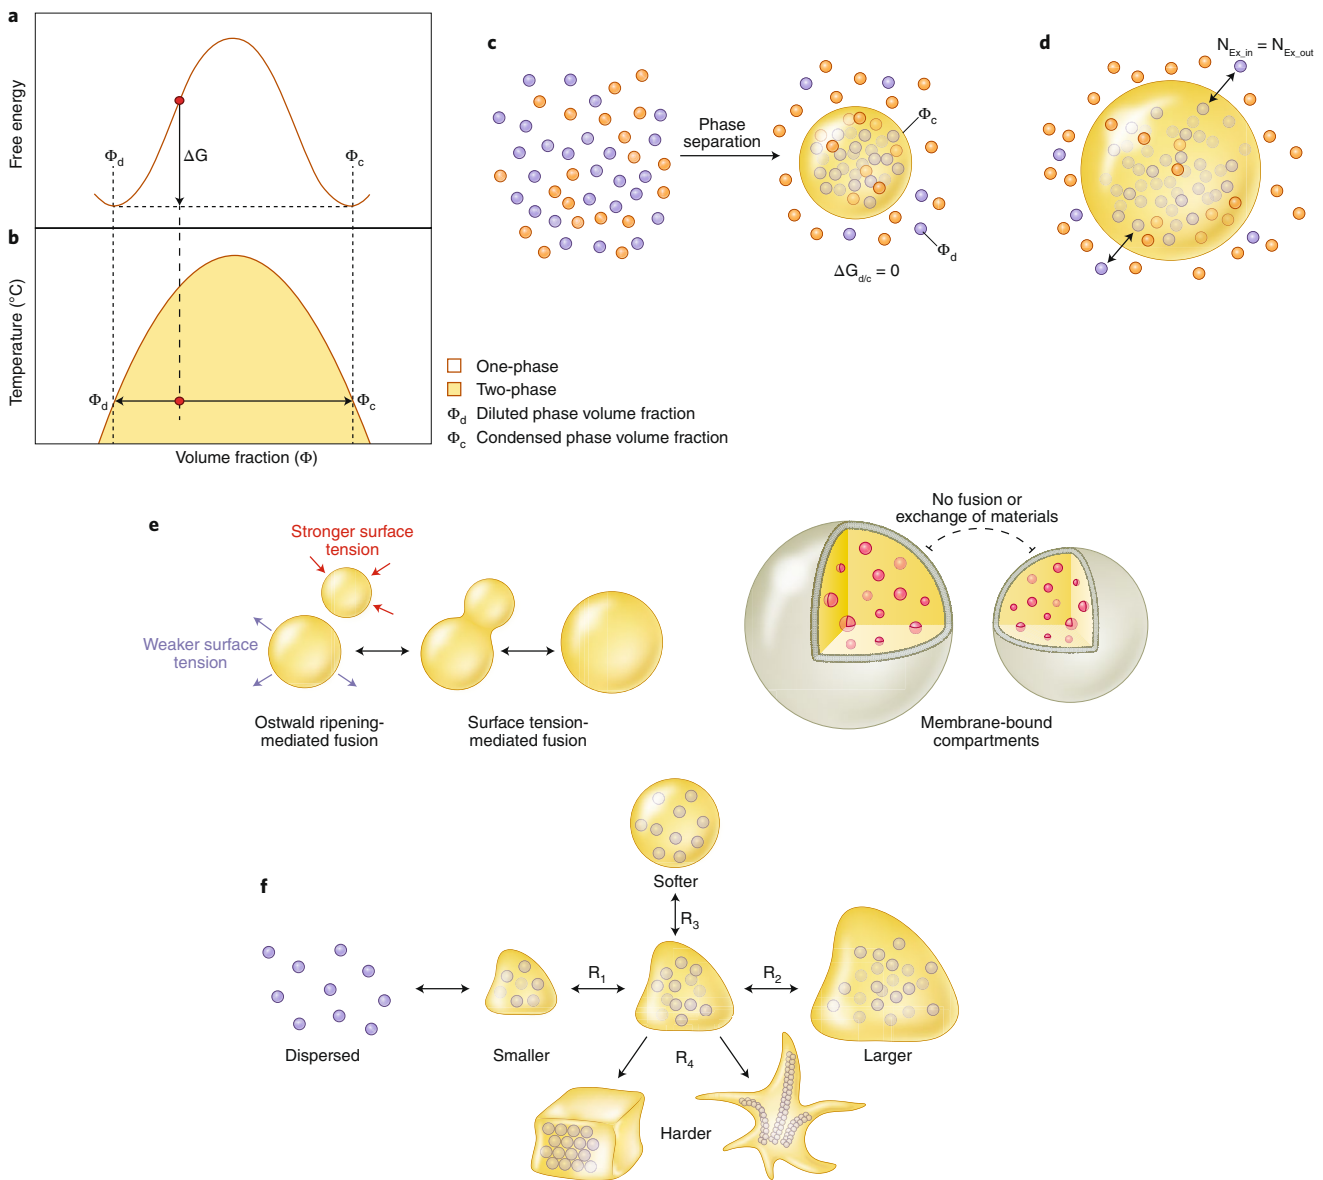 a
Free energy
Φd
ΔG
Φc
b
Temperature (°C)
Φd
Φc
Volume fraction (Φ)
One-phase
Two-phase
Φd Diluted phase volume fraction
Φc Condensed phase volume fraction
c
Phase
separation
Φc
Φd
ΔGd/c = 0
d
NEx_in = NEx_out
e
Stronger surface
tension
Weaker surface
tension
Ostwald ripening-
mediated fusion
Surface tension-
mediated fusion
No fusion or
exchange of materials
Membrane-bound
compartments
f
Softer
R3
R1
R2
Dispersed
Smaller
R4
Larger
Harder